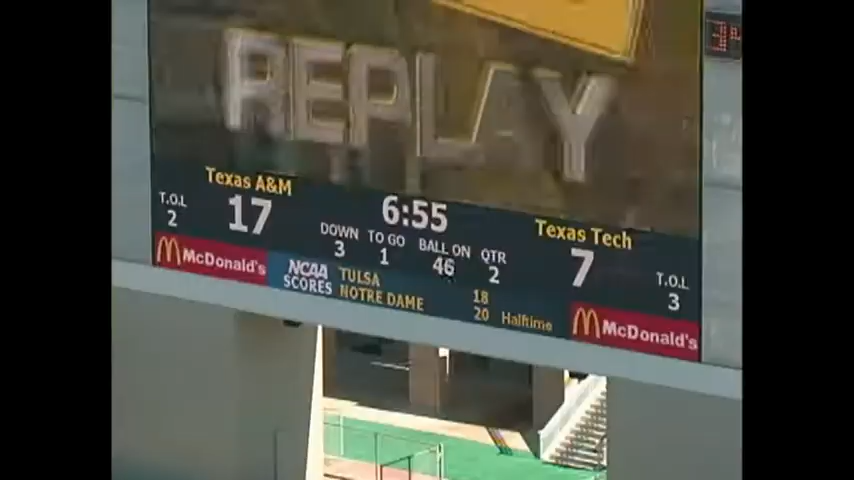 REPLAY
Texas A&M
17
T.O.L
2
6:55
DOWN TO GO BALL ON QTR
3 1 46 2
Texas Tech
7
T.O.L
3
McDonald's
NCAA SCORES
TULSA 18
NOTRE DAME 20 Halftime
McDonald's